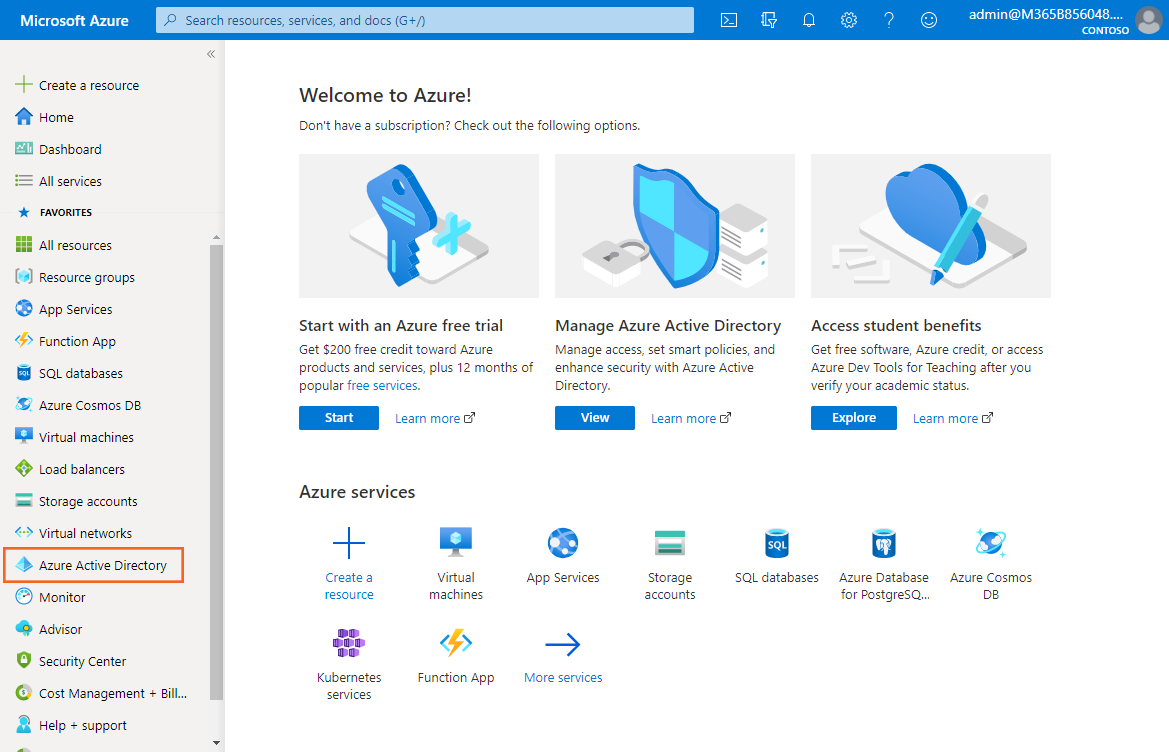 Microsoft Azure
Search resources, services, and docs (G+/)
admin@M365B856048....
CONTOSO
Create a resource
Home
Dashboard
All services
FAVORITES
All resources
Resource groups
App Services
Function App
SQL databases
Azure Cosmos DB
Virtual machines
Load balancers
Storage accounts
Virtual networks
Azure Active Directory
Monitor
Advisor
Security Center
Cost Management + Bill...
Help + support
Welcome to Azure!
Don't have a subscription? Check out the following options.
Start with an Azure free trial
Get $200 free credit toward Azure
products and services, plus 12 months of
popular free services.
Start
Learn more
Manage Azure Active Directory
Manage access, set smart policies, and
enhance security with Azure Active
Directory.
View
Learn more
Access student benefits
Get free software, Azure credit, or access
Azure Dev Tools for Teaching after you
verify your academic status.
Explore
Learn more
Azure services
Create a
resource
Virtual
machines
App Services
Storage
accounts
SQL
SQL databases
Azure Database
for PostgreSQ...
Azure Cosmos
DB
Kubernetes
services
Function App
More services